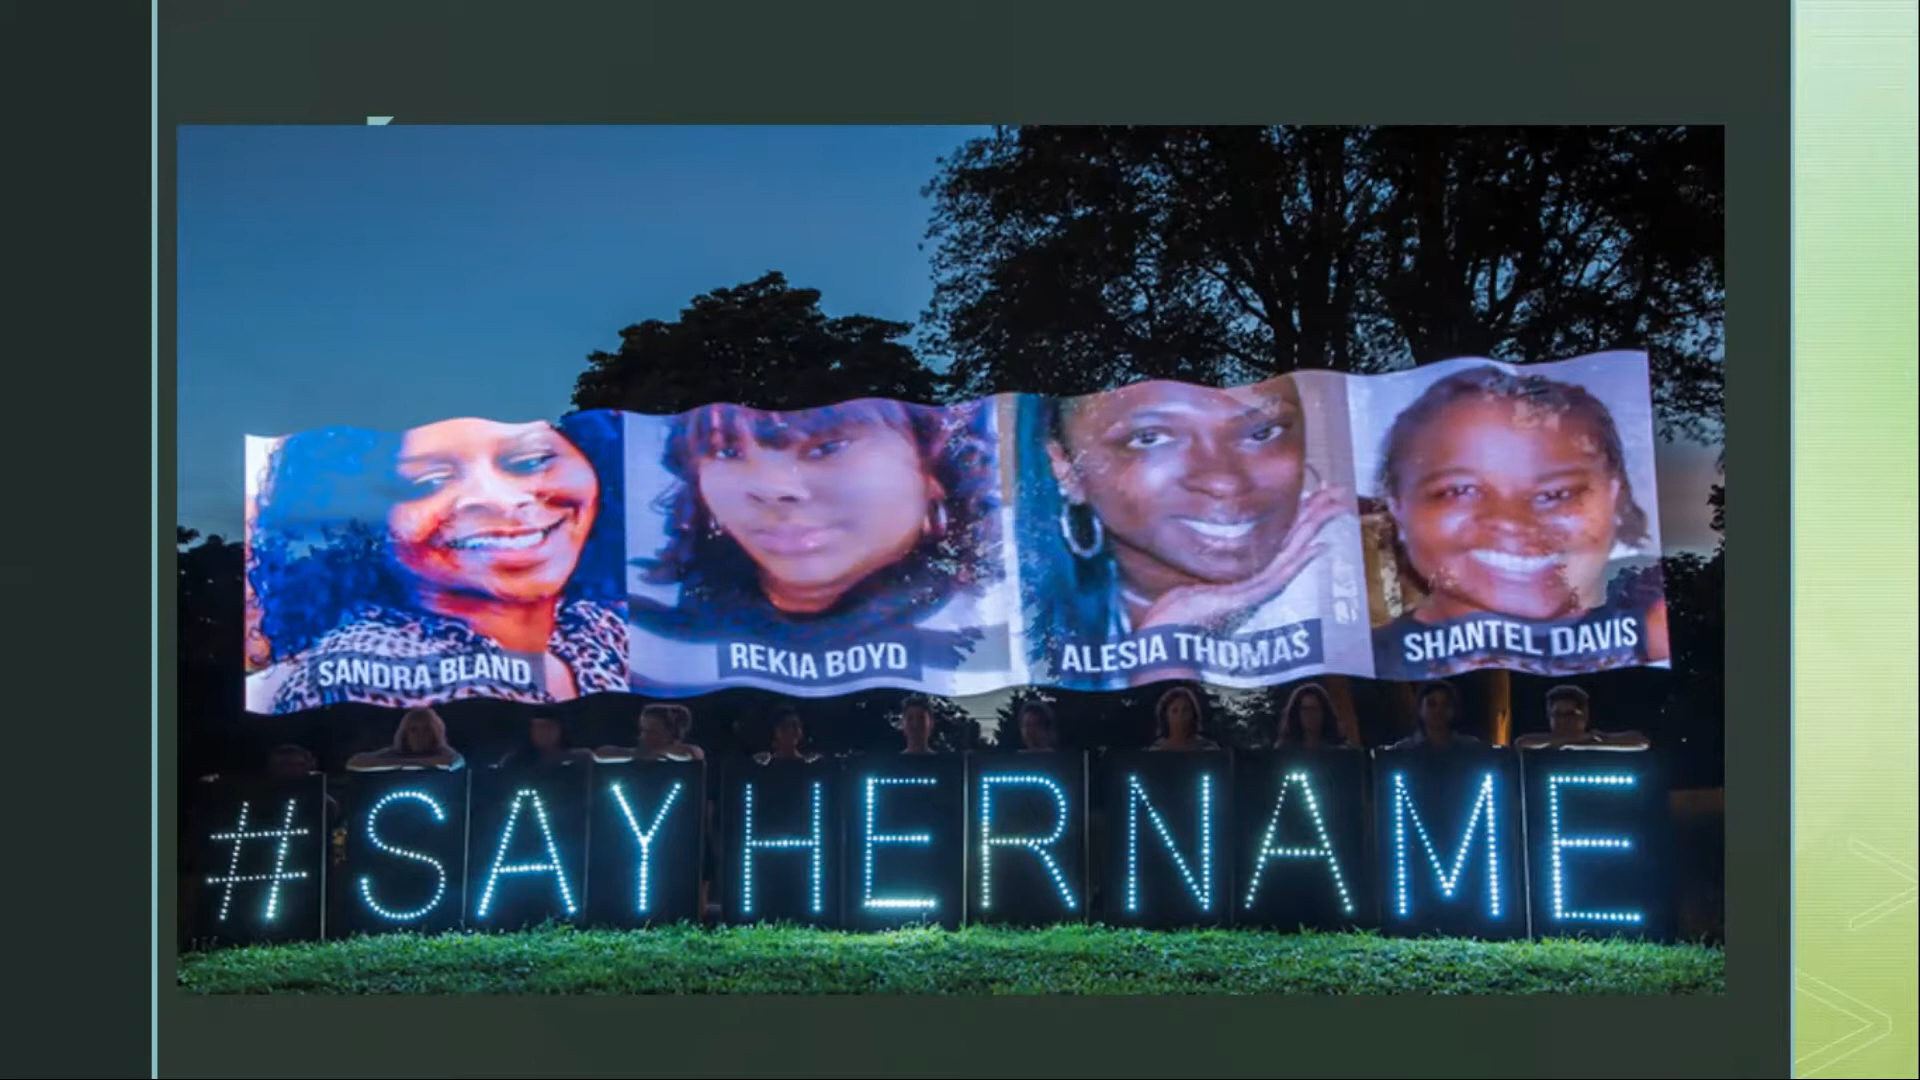 SANDRA BLAND
REKIA BOYD
ALESIA THOMAS
SHANTEL DAVIS
#SAYHERNAME